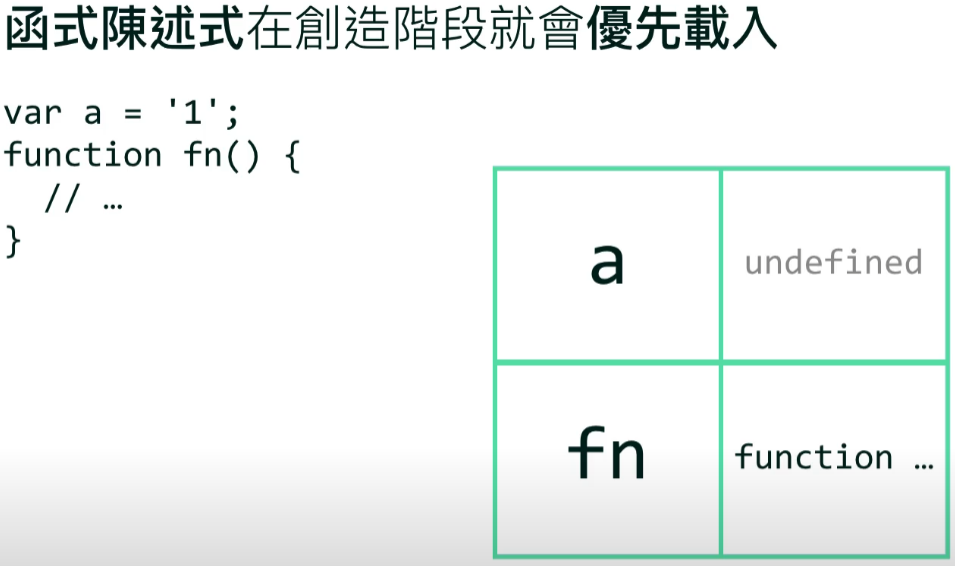 函式陳述式在創造階段就會優先載入
var a = '1';
function fn() {
  // …
}
a
undefined
fn
function …